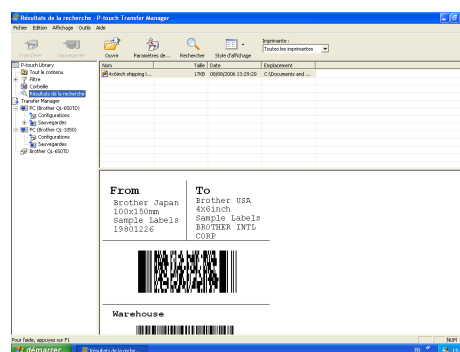 Résultats de la recherche - P-touch Transfer Manager
Fichier Edition Affichage Outils Aide
Transférer Sauvegarder Ouvrir Paramètres de... Rechercher Style d'affichage
Imprimante :
Toutes les imprimantes
P-touch Library
Tout le contenu
Filtre
Corbeille
Résultats de la recherche
Transfer Manager
PC (Brother QL-650TD)
Configurations
Sauvegardes
PC (Brother QL-1050)
Configurations
Sauvegardes
Brother QL-650TD
Nom Taille Date Emplacement
4x6inch shipping l... 17KB 08/08/2006 13:29:20 C:\Documents and ...
From
Brother Japan
100x150mm
Sample Labels
19801226
To
Brother USA
4x6inch
Sample Labels
BROTHER INTL
CORP
Warehouse
Pour l'aide, appuyez sur F1
NUM
démarrer
Résultats de la reche...